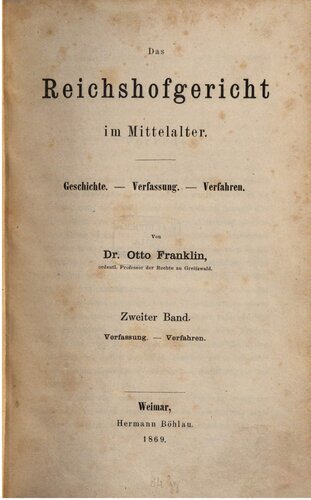 Das
Reichshofgericht
im Mittelalter.
Geschichte. — Verfassung. — Verfahren.
Von
Dr. Otto Franklin,
ordentl. Professor der Rechte zu Greifswald.
Zweiter Band.
Verfassung. — Verfahren.
Weimar,
Hermann Böhlau.
1869.